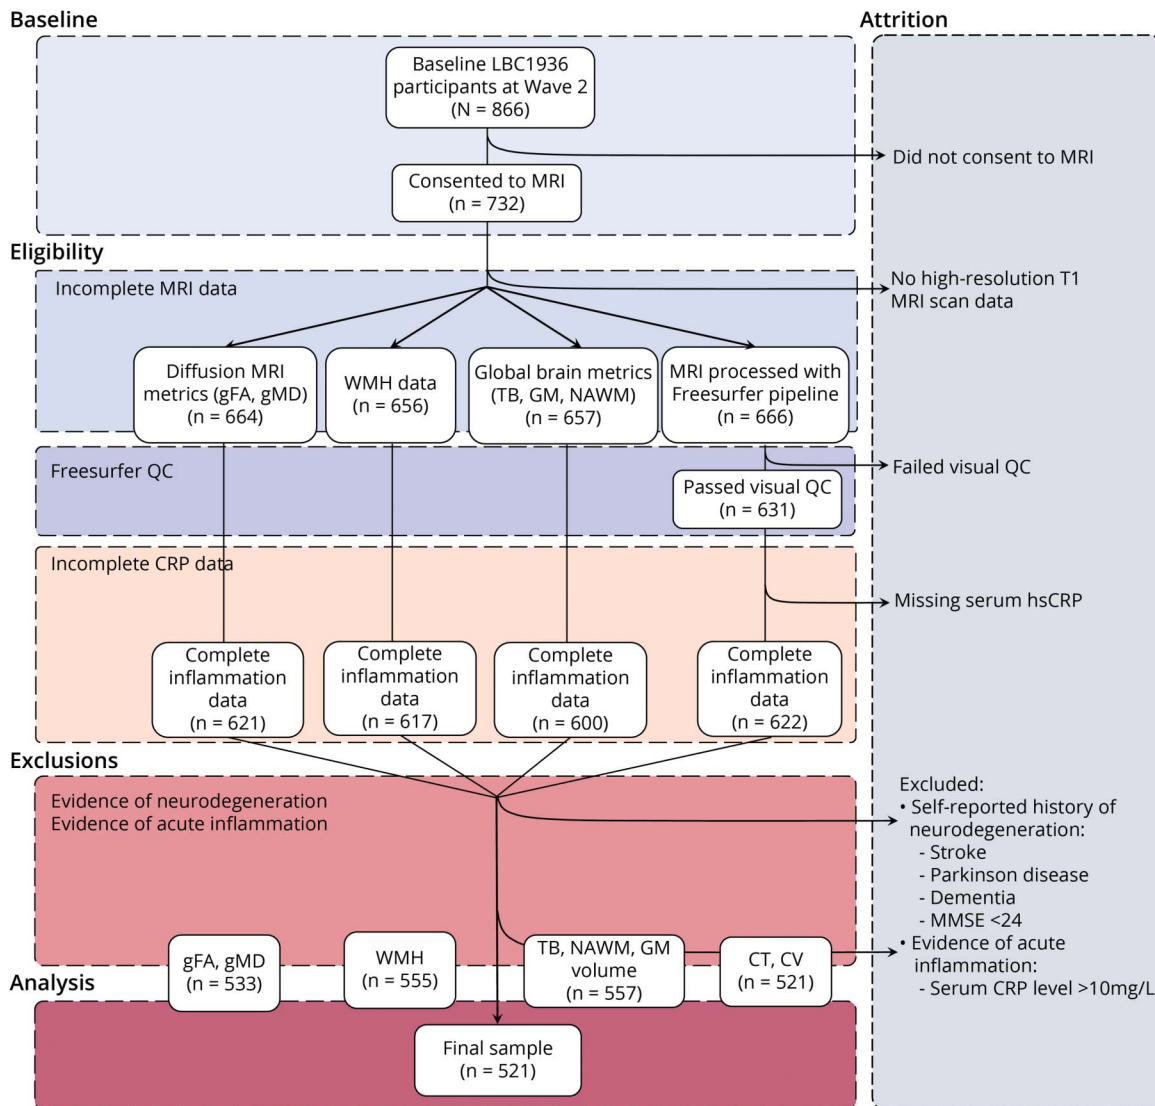 Baseline
Attrition
Baseline LBC1936
participants at Wave 2
(N = 866)
Did not consent to MRI
Consented to MRI
(n = 732)
Eligibility
Incomplete MRI data
No high-resolution T1
MRI scan data
Diffusion MRI
metrics (gFA, gMD)
(n = 664)
WMH data
(n = 656)
Global brain metrics
(TB, GM, NAWM)
(n = 657)
MRI processed with
Freesurfer pipeline
(n = 666)
Freesurfer QC
Failed visual QC
Passed visual QC
(n = 631)
Incomplete CRP data
Missing serum hsCRP
Complete
inflammation
data
(n = 621)
Complete
inflammation
data
(n = 617)
Complete
inflammation
data
(n = 600)
Complete
inflammation
data
(n = 622)
Exclusions
Evidence of neurodegeneration
Evidence of acute inflammation
Excluded:
• Self-reported history of
neurodegeneration:
- Stroke
- Parkinson disease
- Dementia
- MMSE <24
• Evidence of acute
inflammation:
- Serum CRP level >10mg/L
gFA, gMD
(n = 533)
WMH
(n = 555)
TB, NAWM, GM
volume
(n = 557)
CT, CV
(n = 521)
Analysis
Final sample
(n = 521)